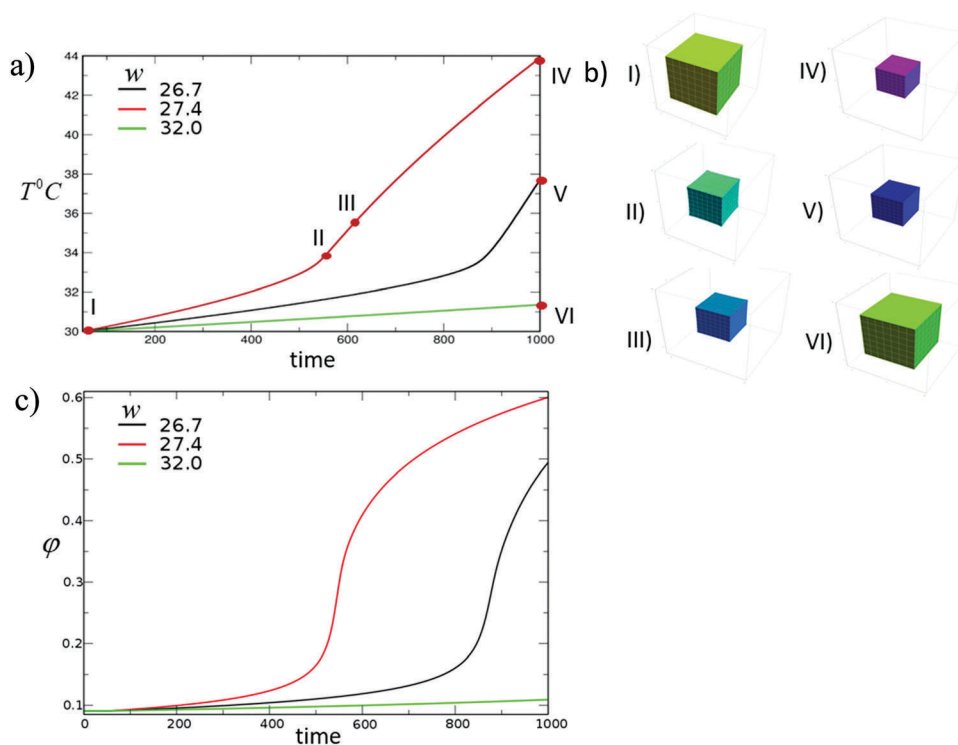 a)
44
42
40
38
36
34
32
30
T⁰C
w
26.7
27.4
32.0
I
II
III
IV
V
VI
200
400
600
800
1000
time
b)
I)
IV)
II)
V)
III)
VI)
c)
0.6
0.5
0.4
0.3
0.2
0.1
φ
w
26.7
27.4
32.0
0
200
400
600
800
1000
time